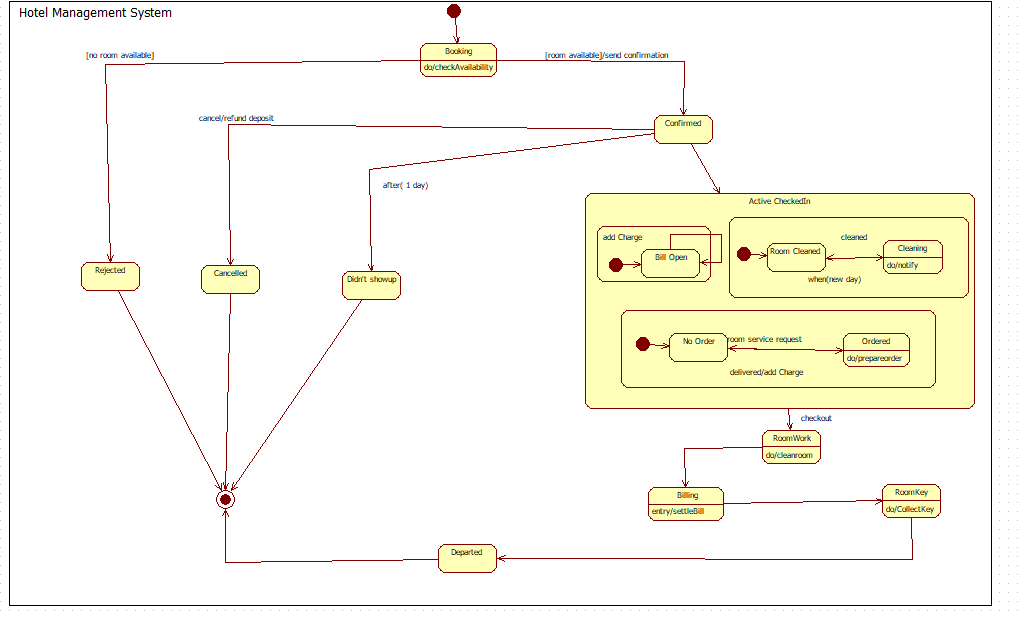 Hotel Management System
Booking
do/checkAvailability
[no room available]
[room available]/send confirmation
cancel/refund deposit
Confirmed
after( 1 day)
Active CheckedIn
add Charge
Bill Open
cleaned
Room Cleaned
Cleaning
do/notify
when(new day)
Rejected
Cancelled
Didn't showup
No Order
room service request
Ordered
do/prepareorder
delivered/add Charge
checkout
RoomWork
do/cleanroom
Billing
entry/settleBill
RoomKey
do/CollectKey
Departed